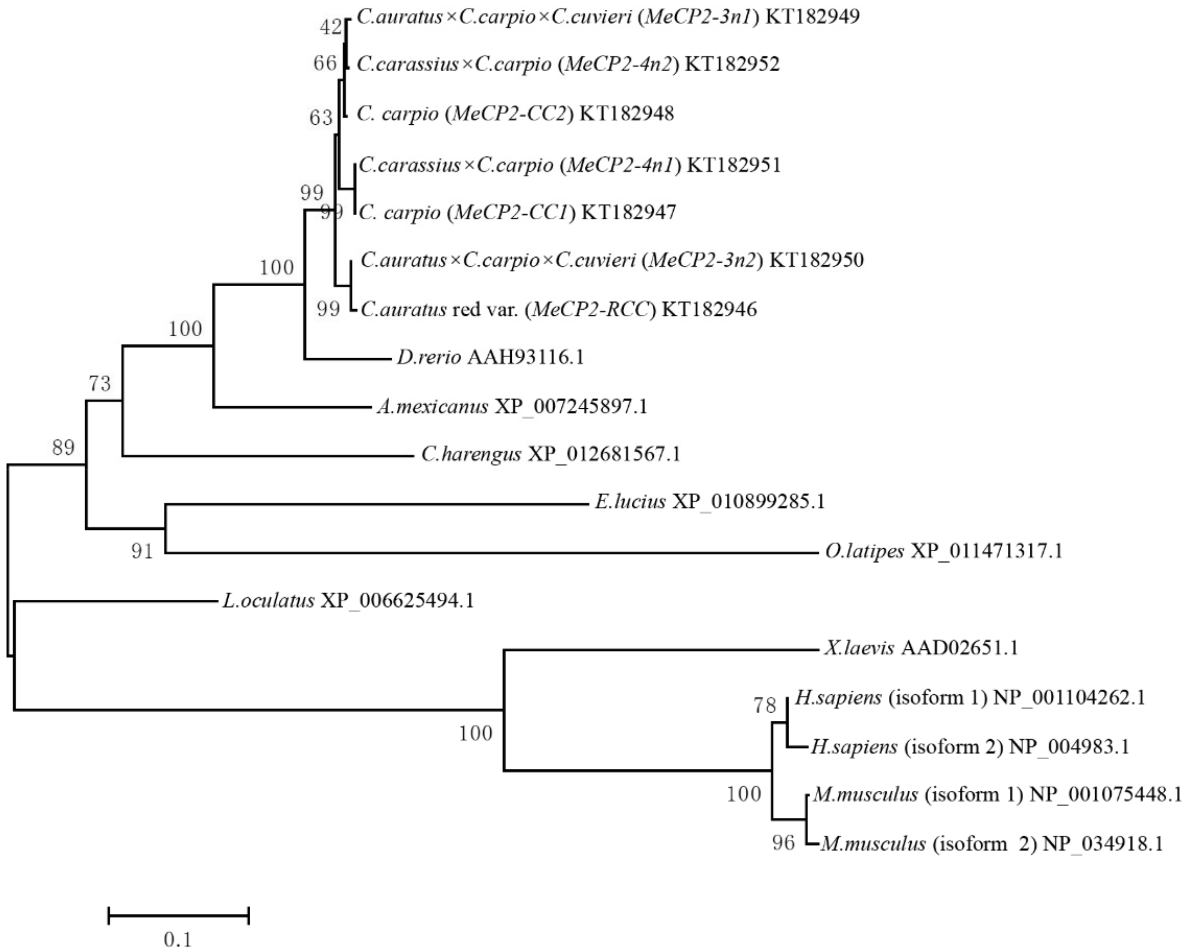 C.auratus×C.carpio×C.cuvieri (MeCP2-3n1) KT182949
42
66
C.carassius×C.carpio (MeCP2-4n2) KT182952
63
C. carpio (MeCP2-CC2) KT182948
C.carassius×C.carpio (MeCP2-4n1) KT182951
99
99
C. carpio (MeCP2-CC1) KT182947
C.auratus×C.carpio×C.cuvieri (MeCP2-3n2) KT182950
100
99
C.auratus red var. (MeCP2-RCC) KT182946
100
D.rerio AAH93116.1
73
A.mexicanus XP_007245897.1
89
C.harengus XP_012681567.1
E.lucius XP_010899285.1
91
O.latipes XP_011471317.1
L.oculatus XP_006625494.1
X.laevis AAD02651.1
78
H.sapiens (isoform 1) NP_001104262.1
100
H.sapiens (isoform 2) NP_004983.1
100
M.musculus (isoform 1) NP_001075448.1
96
M.musculus (isoform 2) NP_034918.1
0.1